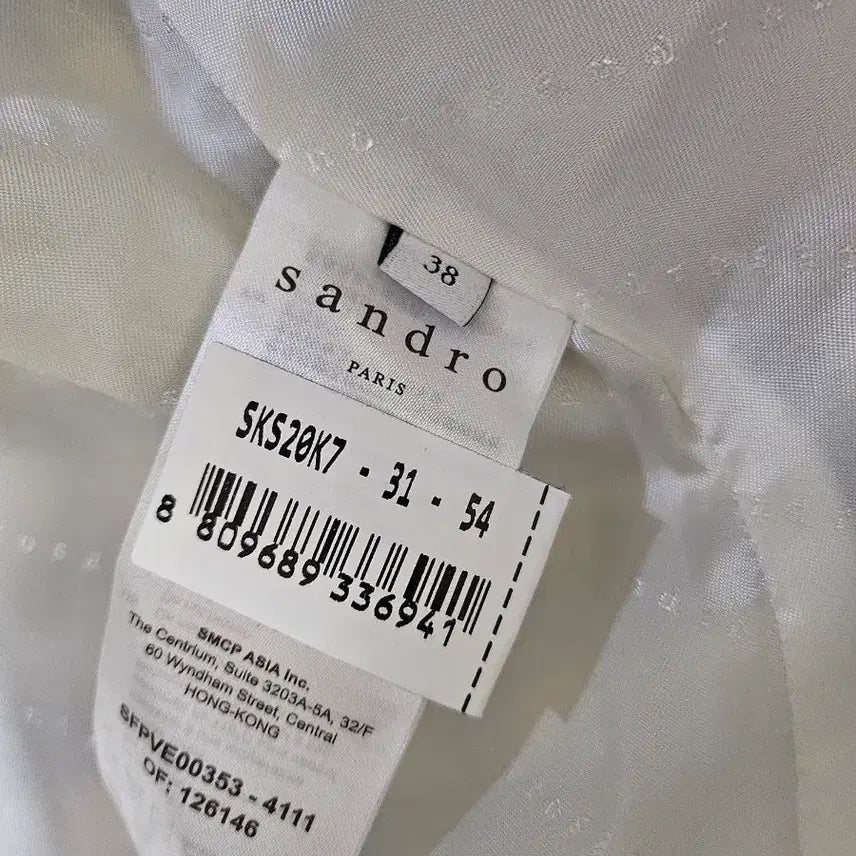 38
sandro
PARIS
SKS20K7 - 31 - 54
8 809689 336941
SMCP ASIA Inc.
The Centrium, Suite 3203A-5A, 32/F
60 Wyndham Street, Central
HONG-KONG
SFPVE00353 - 4111
OF: 126146